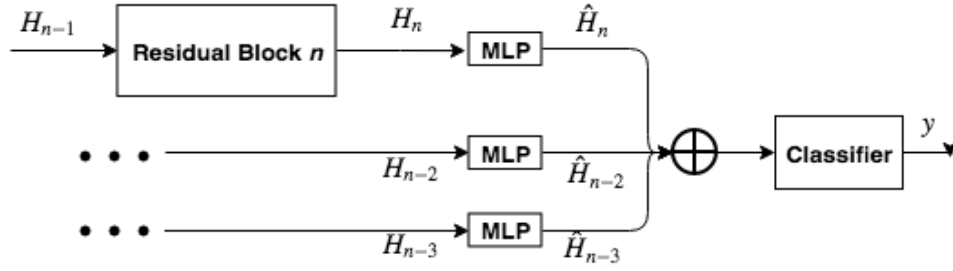 H_{n-1} Residual Block n H_n MLP Ĥ_n
• • • H_{n-2} MLP Ĥ_{n-2} ⊕ Classifier y
• • • H_{n-3} MLP Ĥ_{n-3}